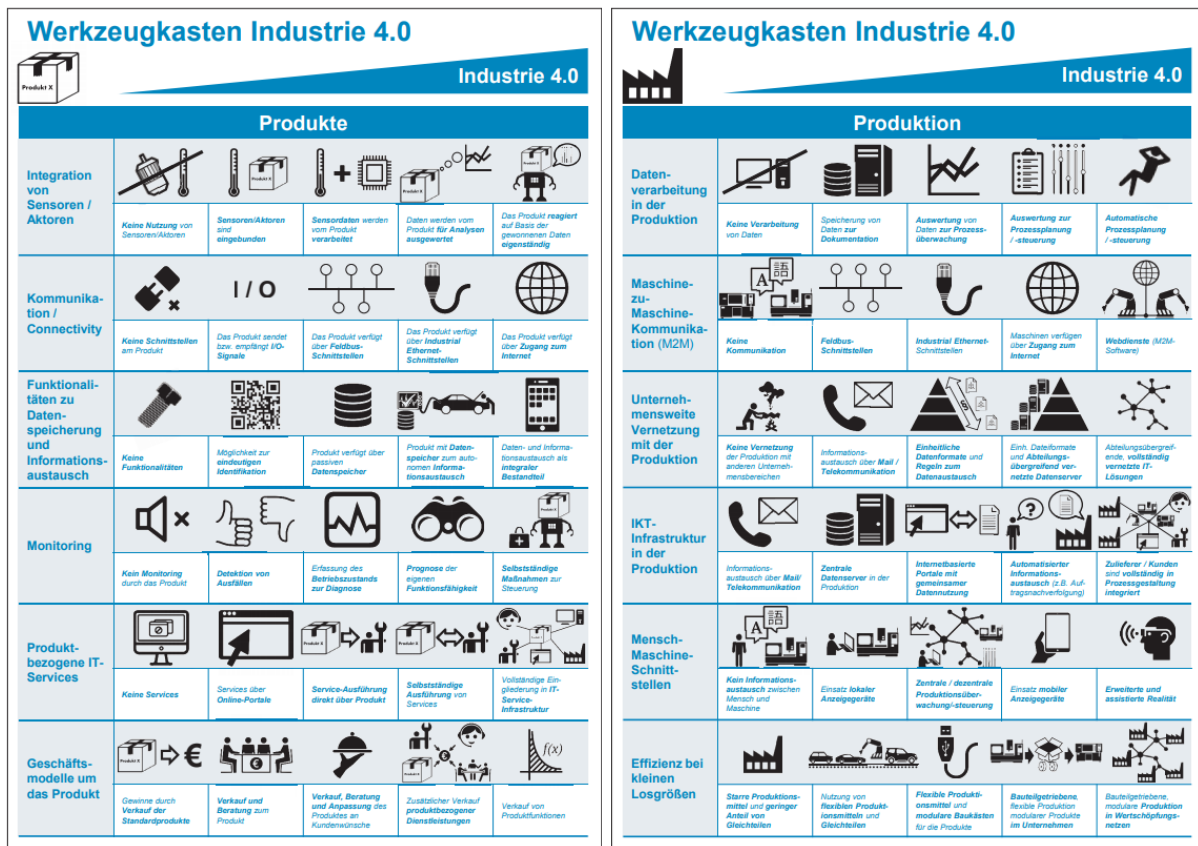 Werkzeugkasten Industrie 4.0
Produkt X
Industrie 4.0
Produkte
Integration
von
Sensoren /
Aktoren
Produkt X
Produkt X
Produkt X
Keine Nutzung von
Sensoren/Aktoren
Sensoren/Aktoren
sind
eingebunden
Sensordaten werden
vom Produkt
verarbeitet
Daten werden vom
Produkt für Analysen
ausgewertet
Das Produkt reagiert
auf Basis der
gewonnenen Daten
eigenständig
Kommunika-
tion /
Connectivity
I / O
Keine Schnittstellen
am Produkt
Das Produkt sendet
bzw. empfängt I/O-
Signale
Das Produkt verfügt
über Feldbus-
Schnittstellen
Das Produkt verfügt
über Industrial
Ethernet-
Schnittstellen
Das Produkt verfügt
über Zugang zum
Internet
Funktionali-
täten zu
Daten-
speicherung
und
Informations-
austausch
Keine
Funktionalitäten
Möglichkeit zur
eindeutigen
Identifikation
Produkt verfügt über
passiven
Datenspeicher
Produkt mit Daten-
speicher zum auto-
nomen Informa-
tionsaustausch
Daten- und Informa-
tionsaustausch als
integraler
Bestandteil
Monitoring
Produkt X
Kein Monitoring
durch das Produkt
Detektion von
Ausfällen
Erfassung des
Betriebszustands
zur Diagnose
Prognose der
eigenen
Funktionsfähigkeit
Selbstständige
Maßnahmen zur
Steuerung
Produkt-
bezogene IT-
Services
Produkt X
Produkt X
Produkt X
Keine Services
Services über
Online-Portale
Service-Ausführung
direkt über Produkt
Selbstständige
Ausführung von
Services
Vollständige Ein-
gliederung in IT-
Service-
Infrastruktur
Geschäfts-
modelle um
das Produkt
Produkt X
€
€
Produkt X
€
f(x)
Gewinne durch
Verkauf der
Standardprodukte
Verkauf und
Beratung zum
Produkt
Verkauf, Beratung
und Anpassung des
Produktes an
Kundenwünsche
Zusätzlicher Verkauf
produktbezogener
Dienstleistungen
Verkauf von
Produktfunktionen
Werkzeugkasten Industrie 4.0
Industrie 4.0
Produktion
Daten-
verarbeitung
in der
Produktion
Keine Verarbeitung
von Daten
Speicherung von
Daten zur
Dokumentation
Auswertung von
Daten zur Prozess-
überwachung
Auswertung zur
Prozessplanung
/ -steuerung
Automatische
Prozessplanung
/ -steuerung
Maschine-
zu-
Maschine-
Kommunika-
tion (M2M)
A
語
Keine
Kommunikation
Feldbus-
Schnittstellen
Industrial Ethernet-
Schnittstellen
Maschinen verfügen
über Zugang zum
Internet
Webdienste (M2M-
Software)
Unterneh-
mensweite
Vernetzung
mit der
Produktion
§
Keine Vernetzung
der Produktion mit
anderen Unterneh-
mensbereichen
Informations-
austausch über Mail /
Telekommunikation
Einheitliche
Datenformate und
Regeln zum
Datenaustausch
Einh. Dateiformate
und Abteilungs-
übergreifend ver-
netzte Datenserver
Abteilungsübergreif-
ende, vollständig
vernetzte IT-
Lösungen
IKT-
Infrastruktur
in der
Produktion
?
Informations-
austausch über Mail/
Telekommunikation
Zentrale
Datenserver in der
Produktion
Internetbasierte
Portale mit
gemeinsamer
Datennutzung
Automatisierter
Informations-
austausch (z.B. Auf-
tragsnachverfolgung)
Zulieferer / Kunden
sind vollständig in
Prozessgestaltung
integriert
Mensch-
Maschine-
Schnitt-
stellen
A
語
Kein Informations-
austausch zwischen
Mensch und
Maschine
Einsatz lokaler
Anzeigegeräte
Zentrale / dezentrale
Produktionsüber-
wachung/-steuerung
Einsatz mobiler
Anzeigegeräte
Erweiterte und
assistierte Realität
Effizienz bei
kleinen
Losgrößen
Starre Produktions-
mittel und geringer
Anteil von
Gleichteilen
Nutzung von
flexiblen Produkt-
ionsmitteln und
Gleichteilen
Flexible Produkti-
onsmittel und
modulare Baukästen
für die Produkte
Bauteilgetriebene,
flexible Produktion
modularer Produkte
im Unternehmen
Bauteilgetriebene,
modulare Produktion
in Wertschöpfungs-
netzen